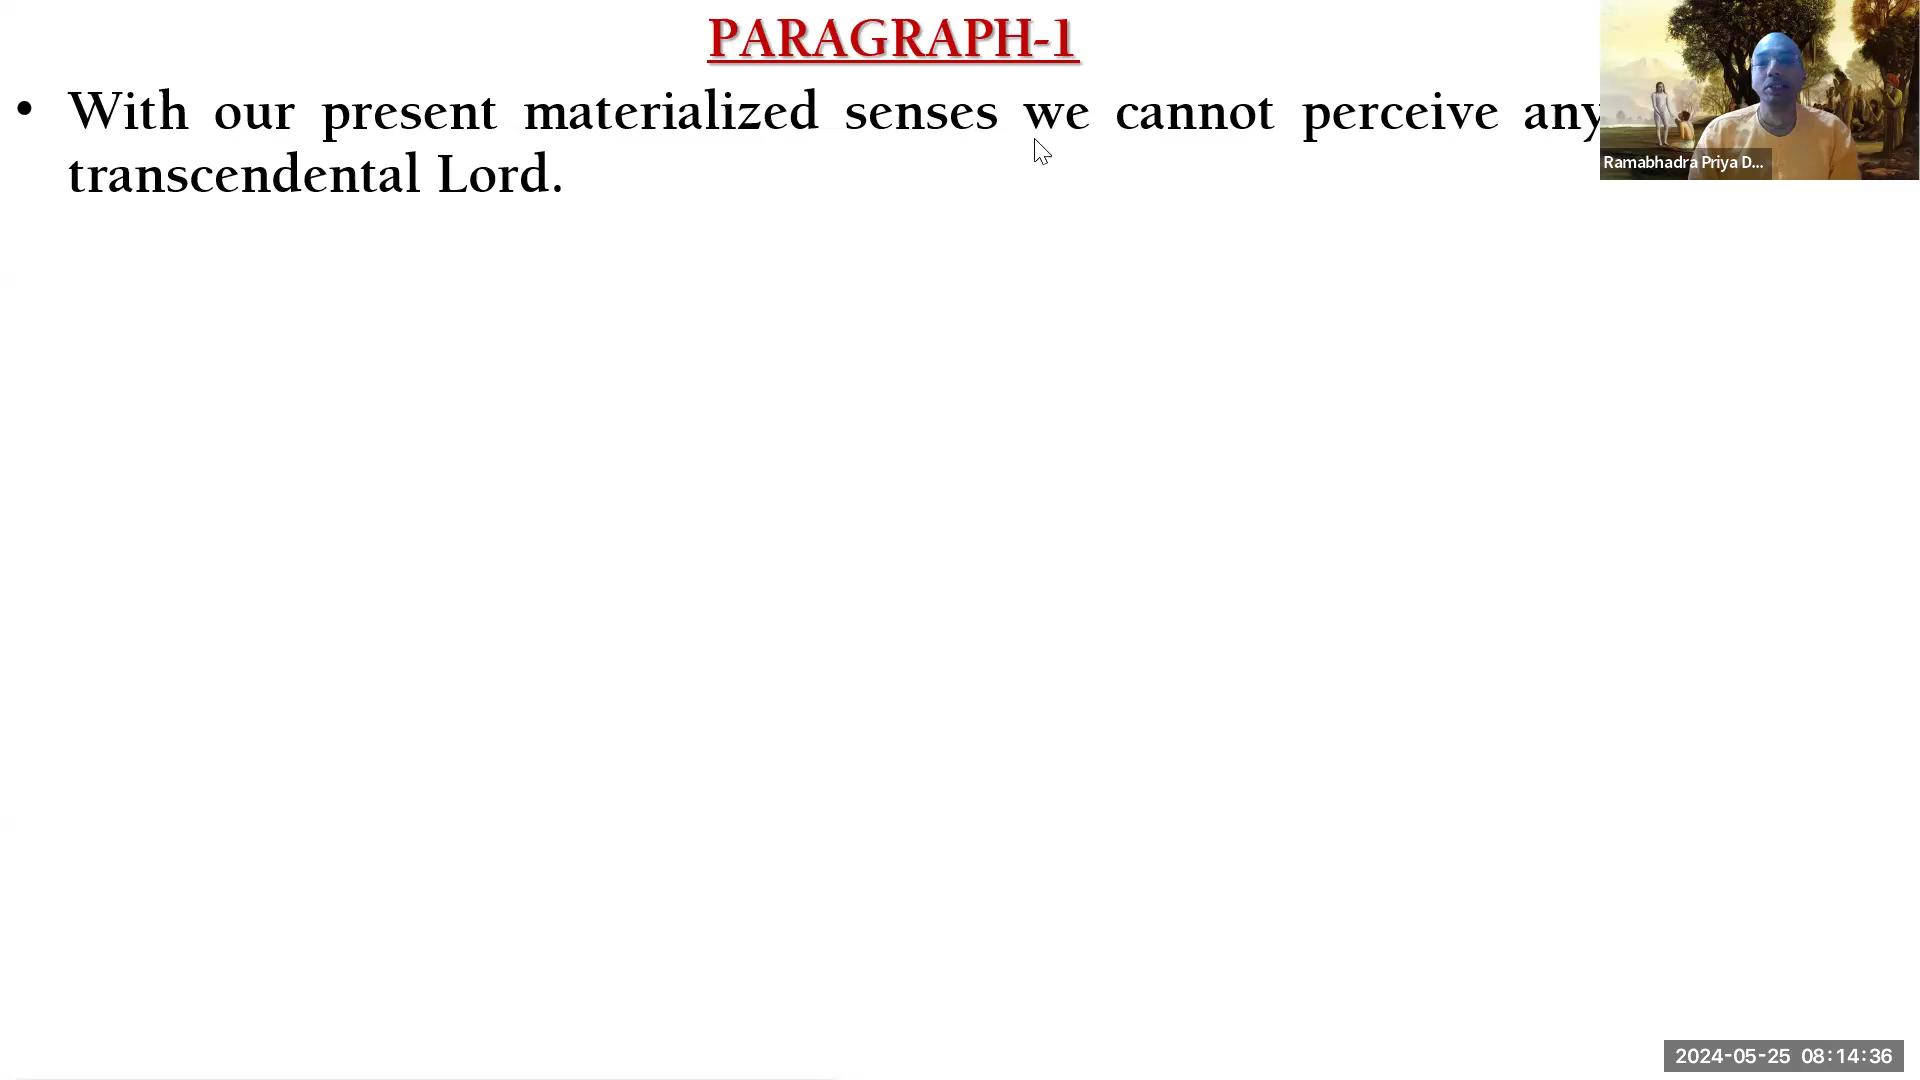 PARAGRAPH-1
• With our present materialized senses we cannot perceive any
transcendental Lord.
Ramabhadra Priya D...
2024-05-25 08:14:36